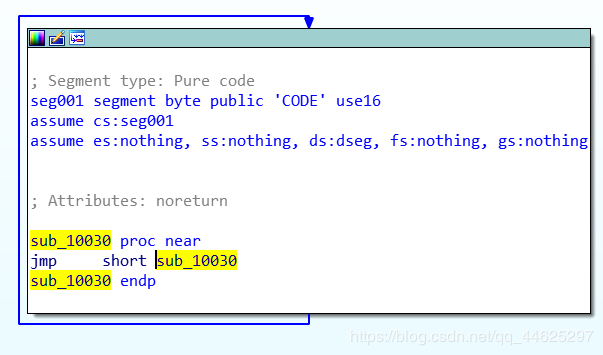 ; Segment type: Pure code
seg001 segment byte public 'CODE' use16
assume cs:seg001
assume es:nothing, ss:nothing, ds:dseg, fs:nothing, gs:nothing
; Attributes: noreturn
sub_10030 proc near
jmp     short sub_10030
sub_10030 endp
https://blog.csdn.net/qq_44625297